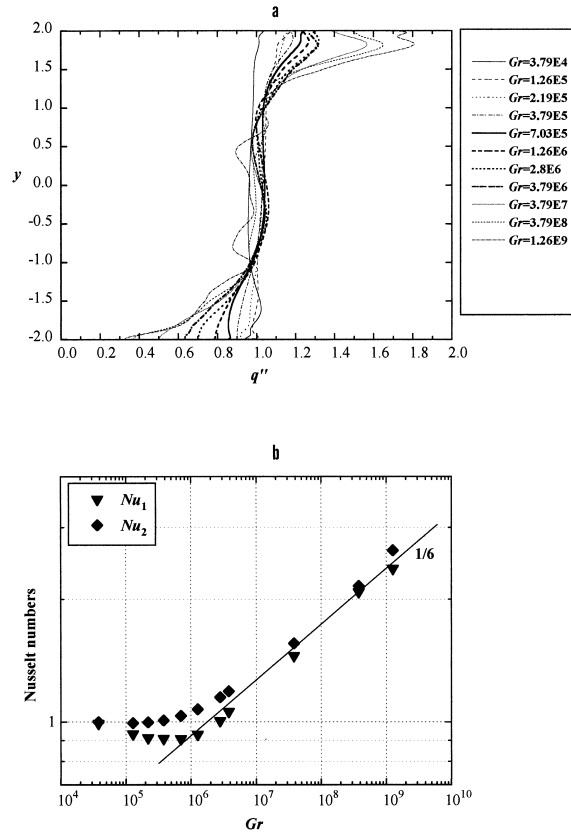 a
2.0
1.5
1.0
0.5
0.0
-0.5
-1.0
-1.5
-2.0
y
0.0 0.2 0.4 0.6 0.8 1.0 1.2 1.4 1.6 1.8 2.0
q''
Gr=3.79E4
Gr=1.26E5
Gr=2.19E5
Gr=3.79E5
Gr=7.03E5
Gr=1.26E6
Gr=2.8E6
Gr=3.79E6
Gr=3.79E7
Gr=3.79E8
Gr=1.26E9
b
Nu1
Nu2
1/6
Nusselt numbers
2
1
10^4 10^5 10^6 10^7 10^8 10^9 10^10
Gr